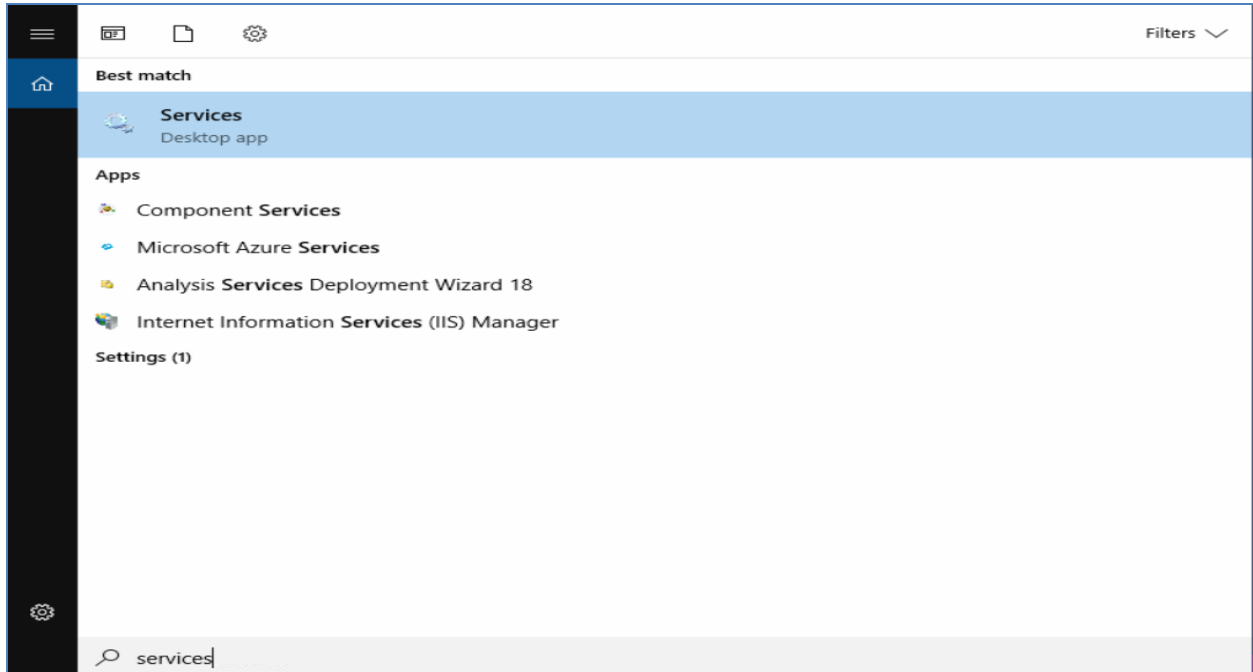 Filters
Best match
Services
Desktop app
Apps
Component Services
Microsoft Azure Services
Analysis Services Deployment Wizard 18
Internet Information Services (IIS) Manager
Settings (1)
services